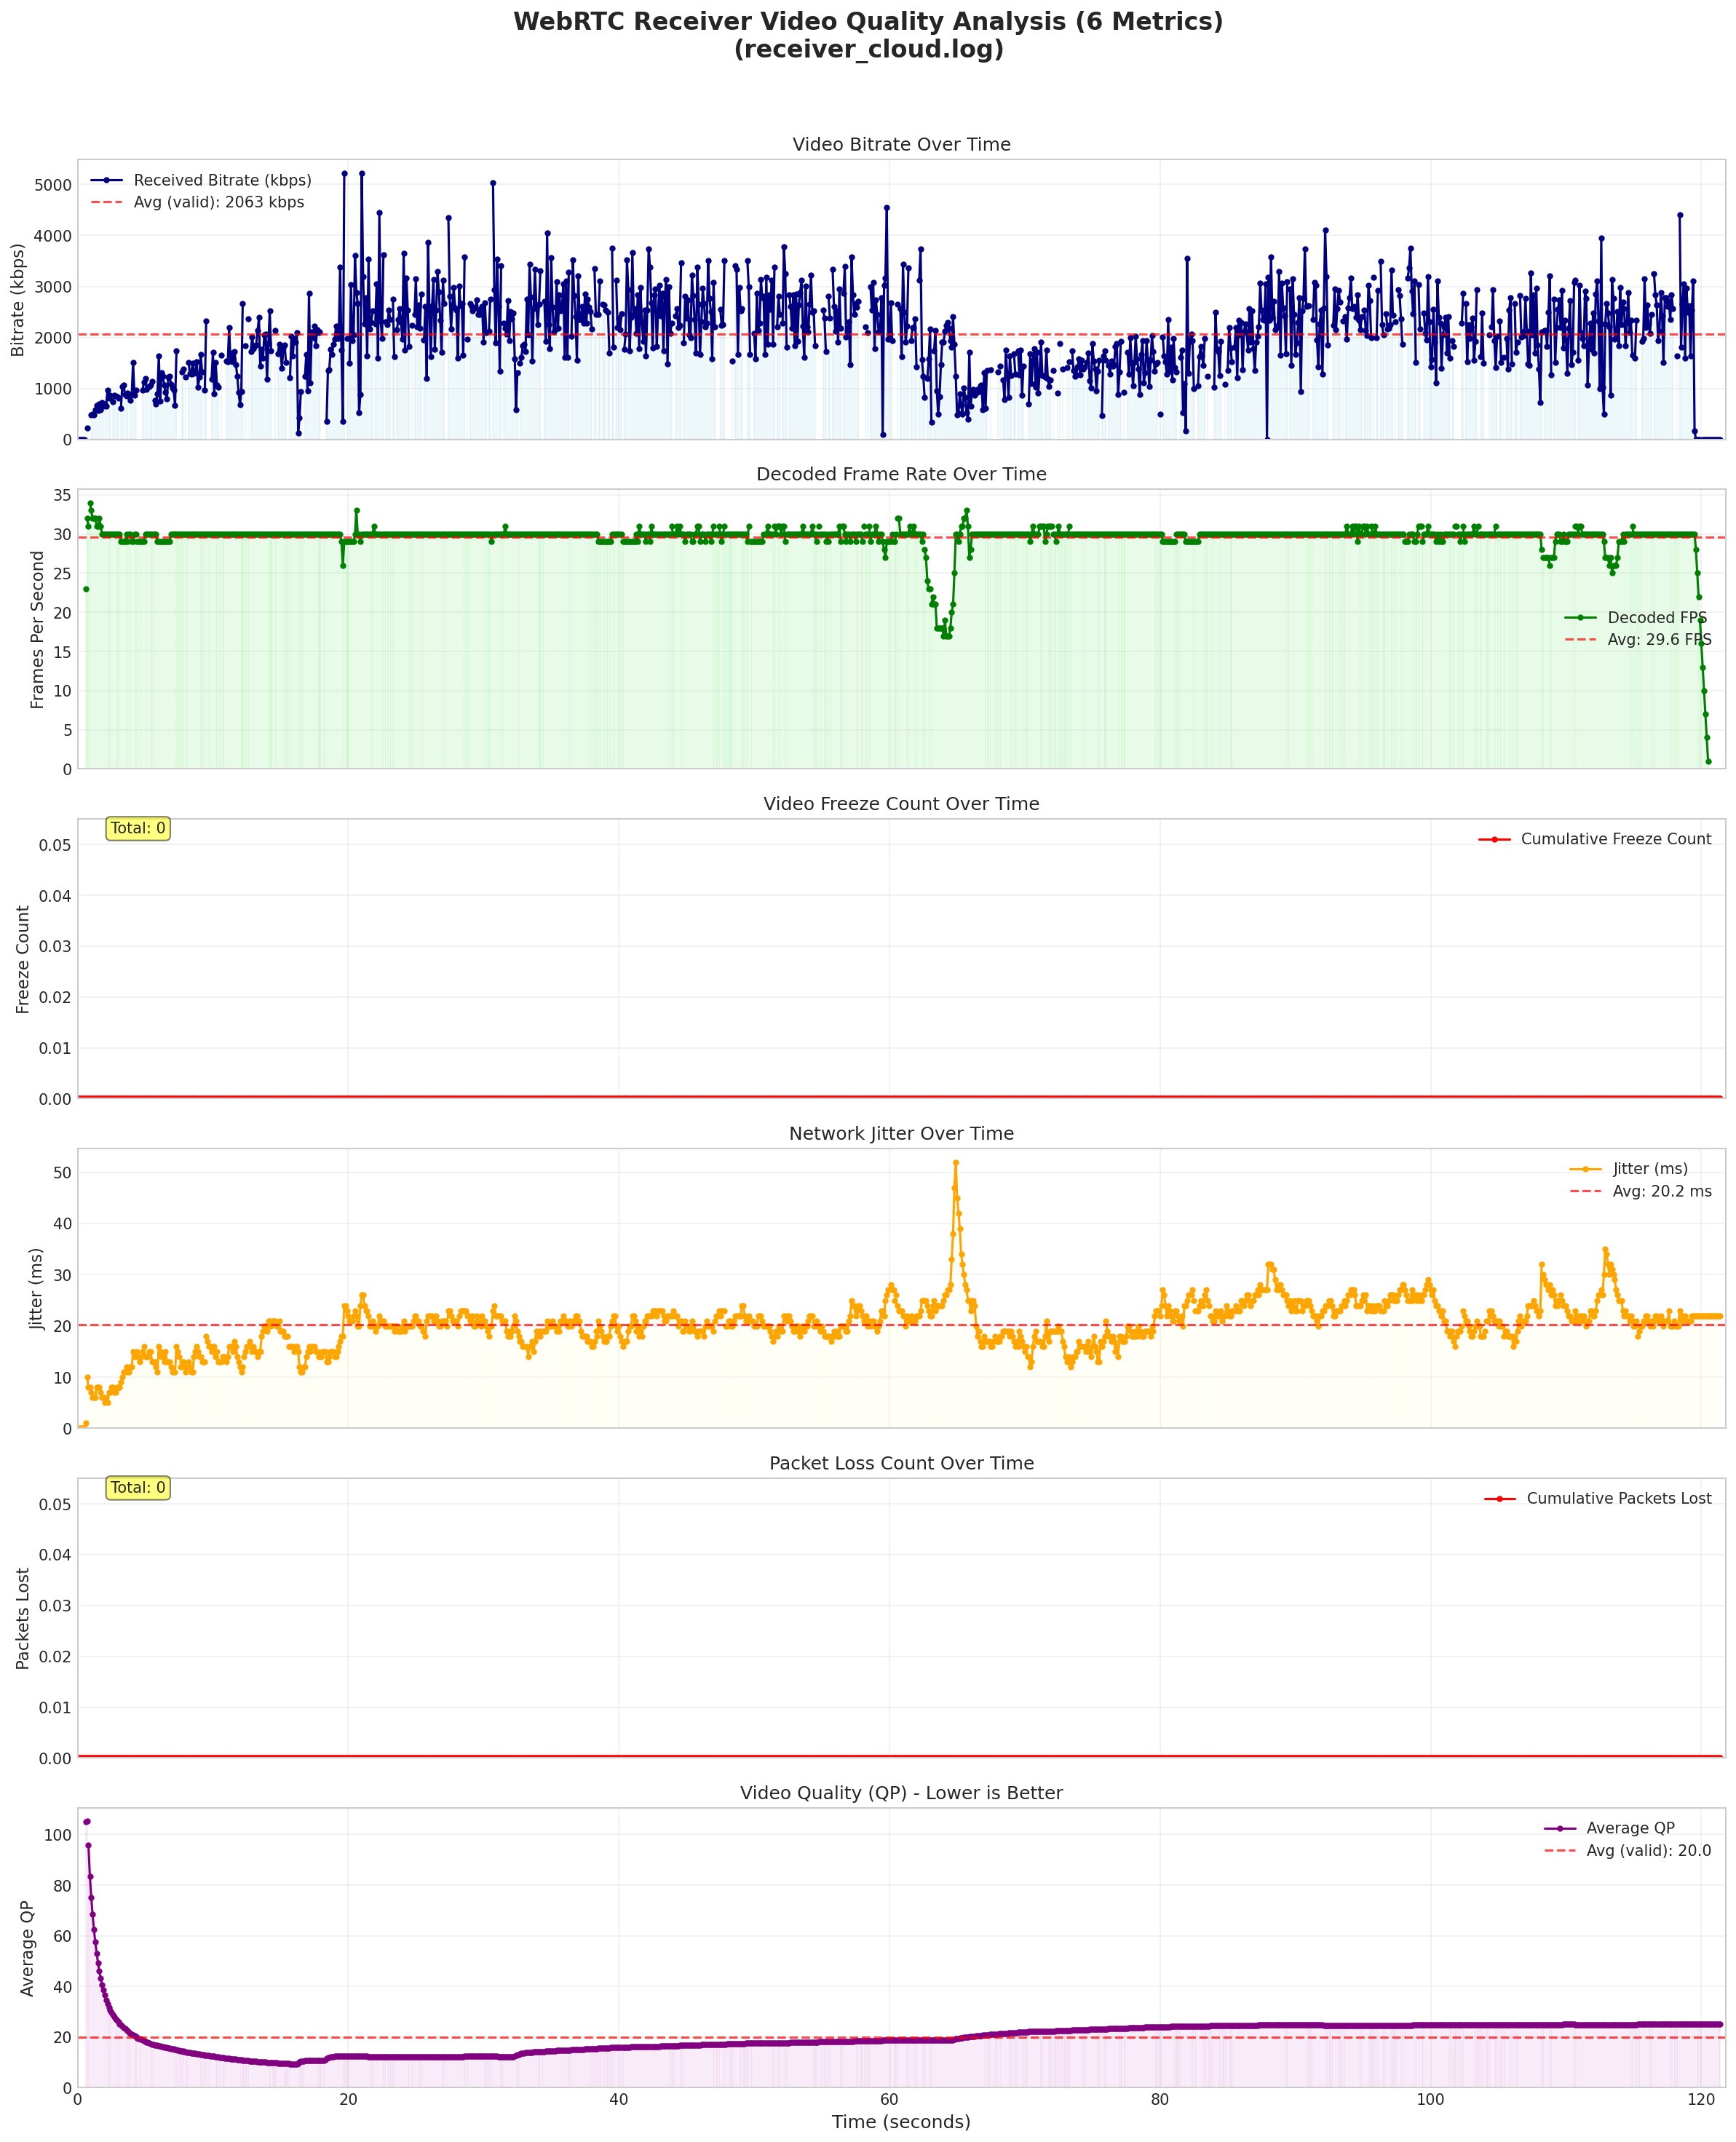 WebRTC Receiver Video Quality Analysis (6 Metrics)
(receiver_cloud.log)
Video Bitrate Over Time
Received Bitrate (kbps)
Avg (valid): 2063 kbps
Bitrate (kbps)
5000
4000
3000
2000
1000
0
Decoded Frame Rate Over Time
Decoded FPS
Avg: 29.6 FPS
Frames Per Second
35
30
25
20
15
10
5
0
Video Freeze Count Over Time
Total: 0
Cumulative Freeze Count
Freeze Count
0.05
0.04
0.03
0.02
0.01
0.00
Network Jitter Over Time
Jitter (ms)
Avg: 20.2 ms
Jitter (ms)
50
40
30
20
10
0
Packet Loss Count Over Time
Total: 0
Cumulative Packets Lost
Packets Lost
0.05
0.04
0.03
0.02
0.01
0.00
Video Quality (QP) - Lower is Better
Average QP
Avg (valid): 20.0
Average QP
100
80
60
40
20
0
0 20 40 60 80 100 120
Time (seconds)